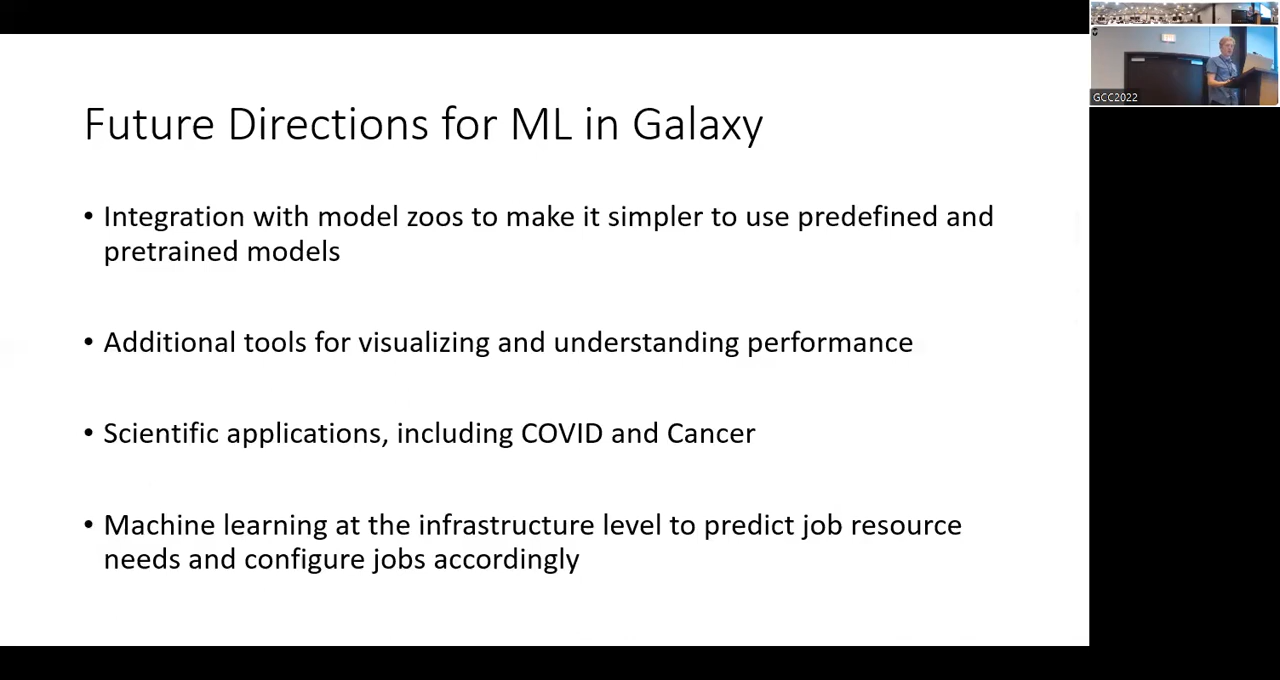 Future Directions for ML in Galaxy
• Integration with model zoos to make it simpler to use predefined and
pretrained models
• Additional tools for visualizing and understanding performance
• Scientific applications, including COVID and Cancer
• Machine learning at the infrastructure level to predict job resource
needs and configure jobs accordingly
GCC2022